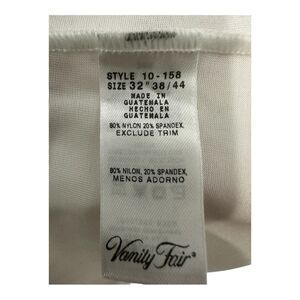 STYLE 10-158
SIZE 32" 38/44
MADE IN
GUATEMALA
HECHO EN
GUATEMALA
80% NYLON 20% SPANDEX,
EXCLUDE TRIM
80% NILON, 20% SPANDEX,
MENOS ADORNO
Vanity Fair®